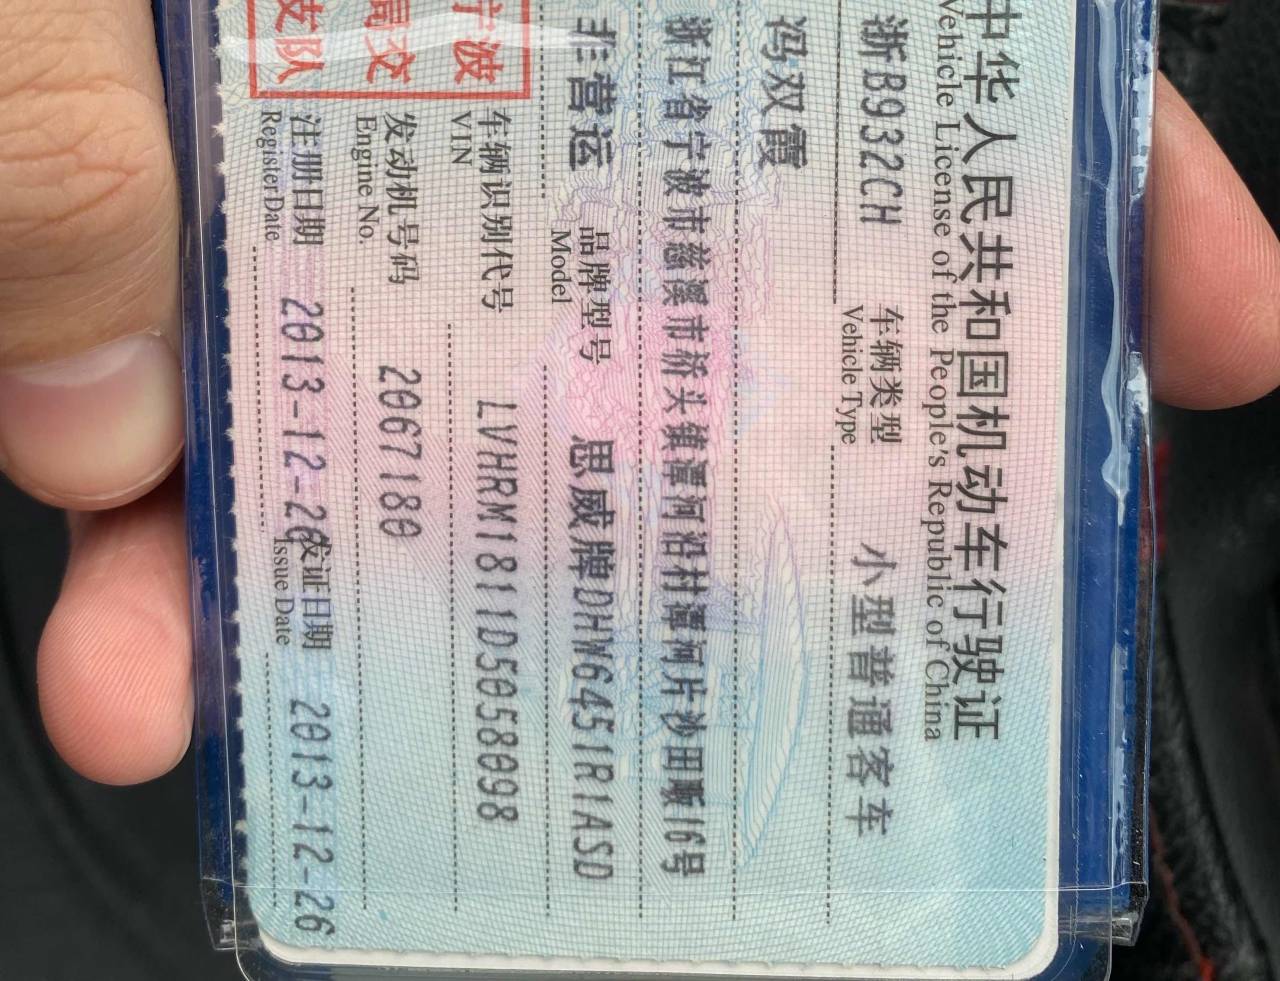 中华人民共和国机动车行驶证
Vehicle License of the People's Republic of China
浙B932CH 车辆类型 小型普通客车
Vehicle Type
冯双霞
浙江省宁波市慈溪市桥头镇潭河沿村潭河片沙田畈16号
非营运 品牌型号 思威牌DHW6451R1ASD
Model
宁波 车辆识别代号 LVHRM1811D5058098
VIN
局交 发动机号码 2067180
Engine No.
支队 注册日期 2013-12-26 发证日期 2013-12-26
Register Date Issue Date